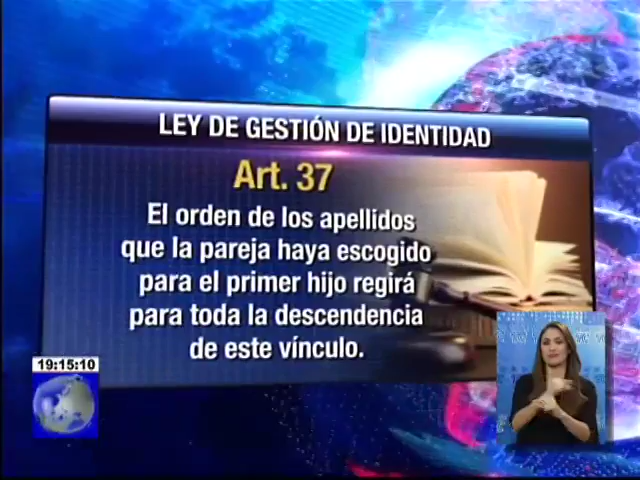 LEY DE GESTIÓN DE IDENTIDAD
Art. 37
El orden de los apellidos
que la pareja haya escogido
para el primer hijo regirá
para toda la descendencia
de este vínculo.
19:15:10